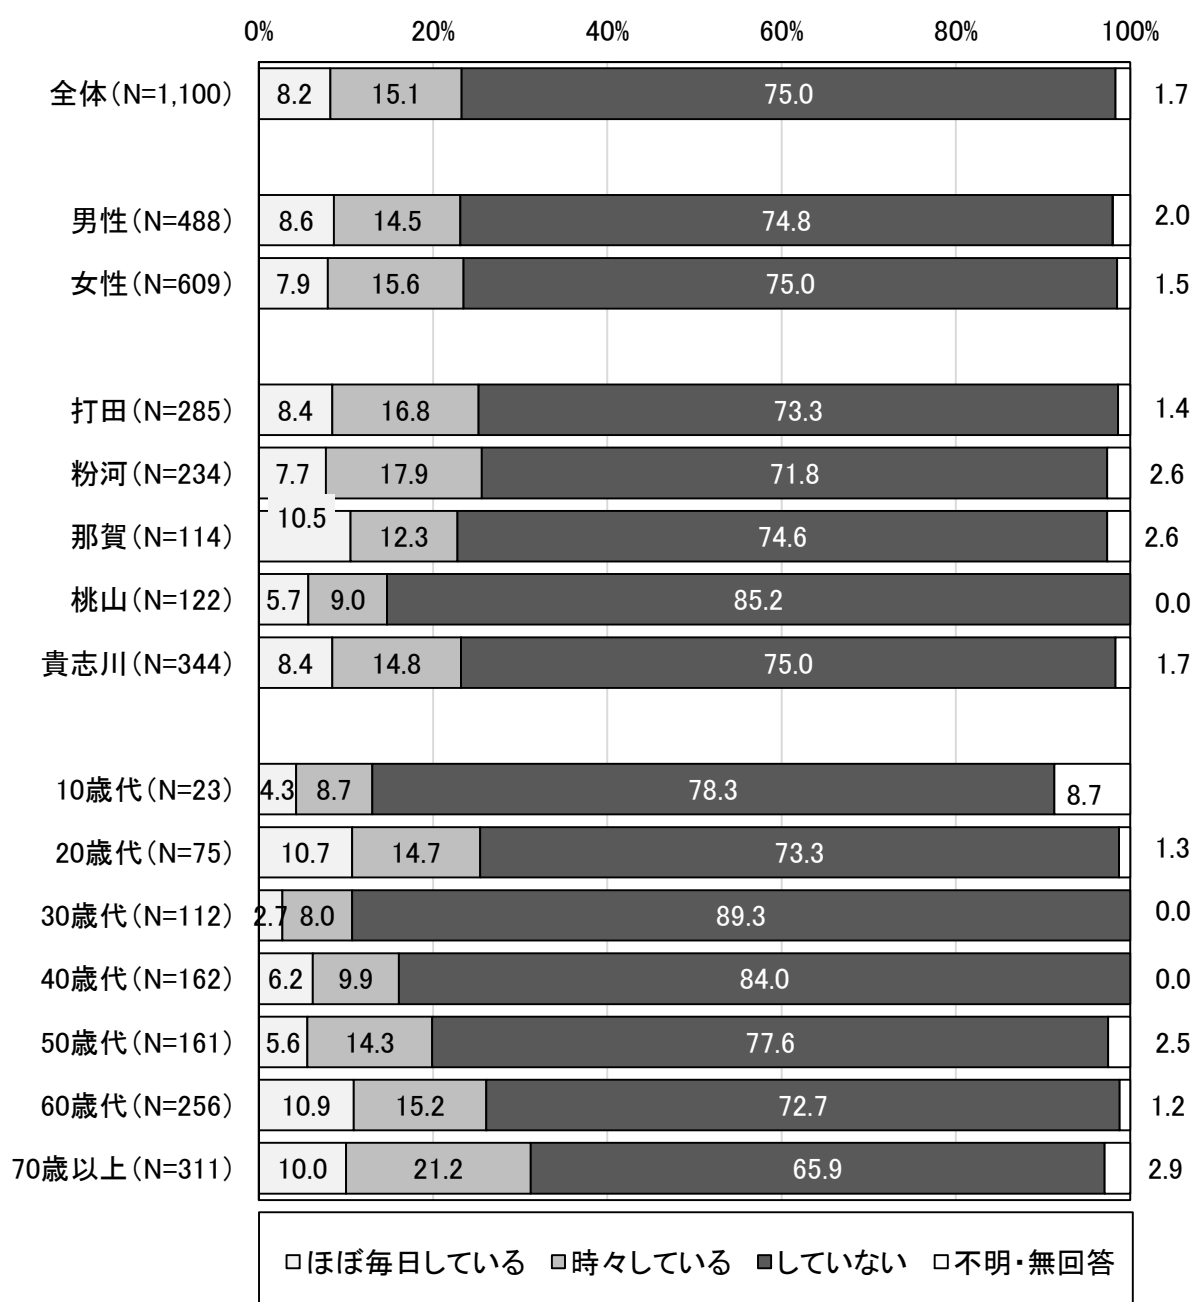 0% 20% 40% 60% 80% 100%
全体(N=1,100) 8.2 15.1 75.0 1.7
男性(N=488) 8.6 14.5 74.8 2.0
女性(N=609) 7.9 15.6 75.0 1.5
打田(N=285) 8.4 16.8 73.3 1.4
粉河(N=234) 7.7 17.9 71.8 2.6
那賀(N=114) 10.5 12.3 74.6 2.6
桃山(N=122) 5.7 9.0 85.2 0.0
貴志川(N=344) 8.4 14.8 75.0 1.7
10歳代(N=23) 4.3 8.7 78.3 8.7
20歳代(N=75) 10.7 14.7 73.3 1.3
30歳代(N=112) 2.7 8.0 89.3 0.0
40歳代(N=162) 6.2 9.9 84.0 0.0
50歳代(N=161) 5.6 14.3 77.6 2.5
60歳代(N=256) 10.9 15.2 72.7 1.2
70歳以上(N=311) 10.0 21.2 65.9 2.9
ほぼ毎日している 時々している していない 不明・無回答